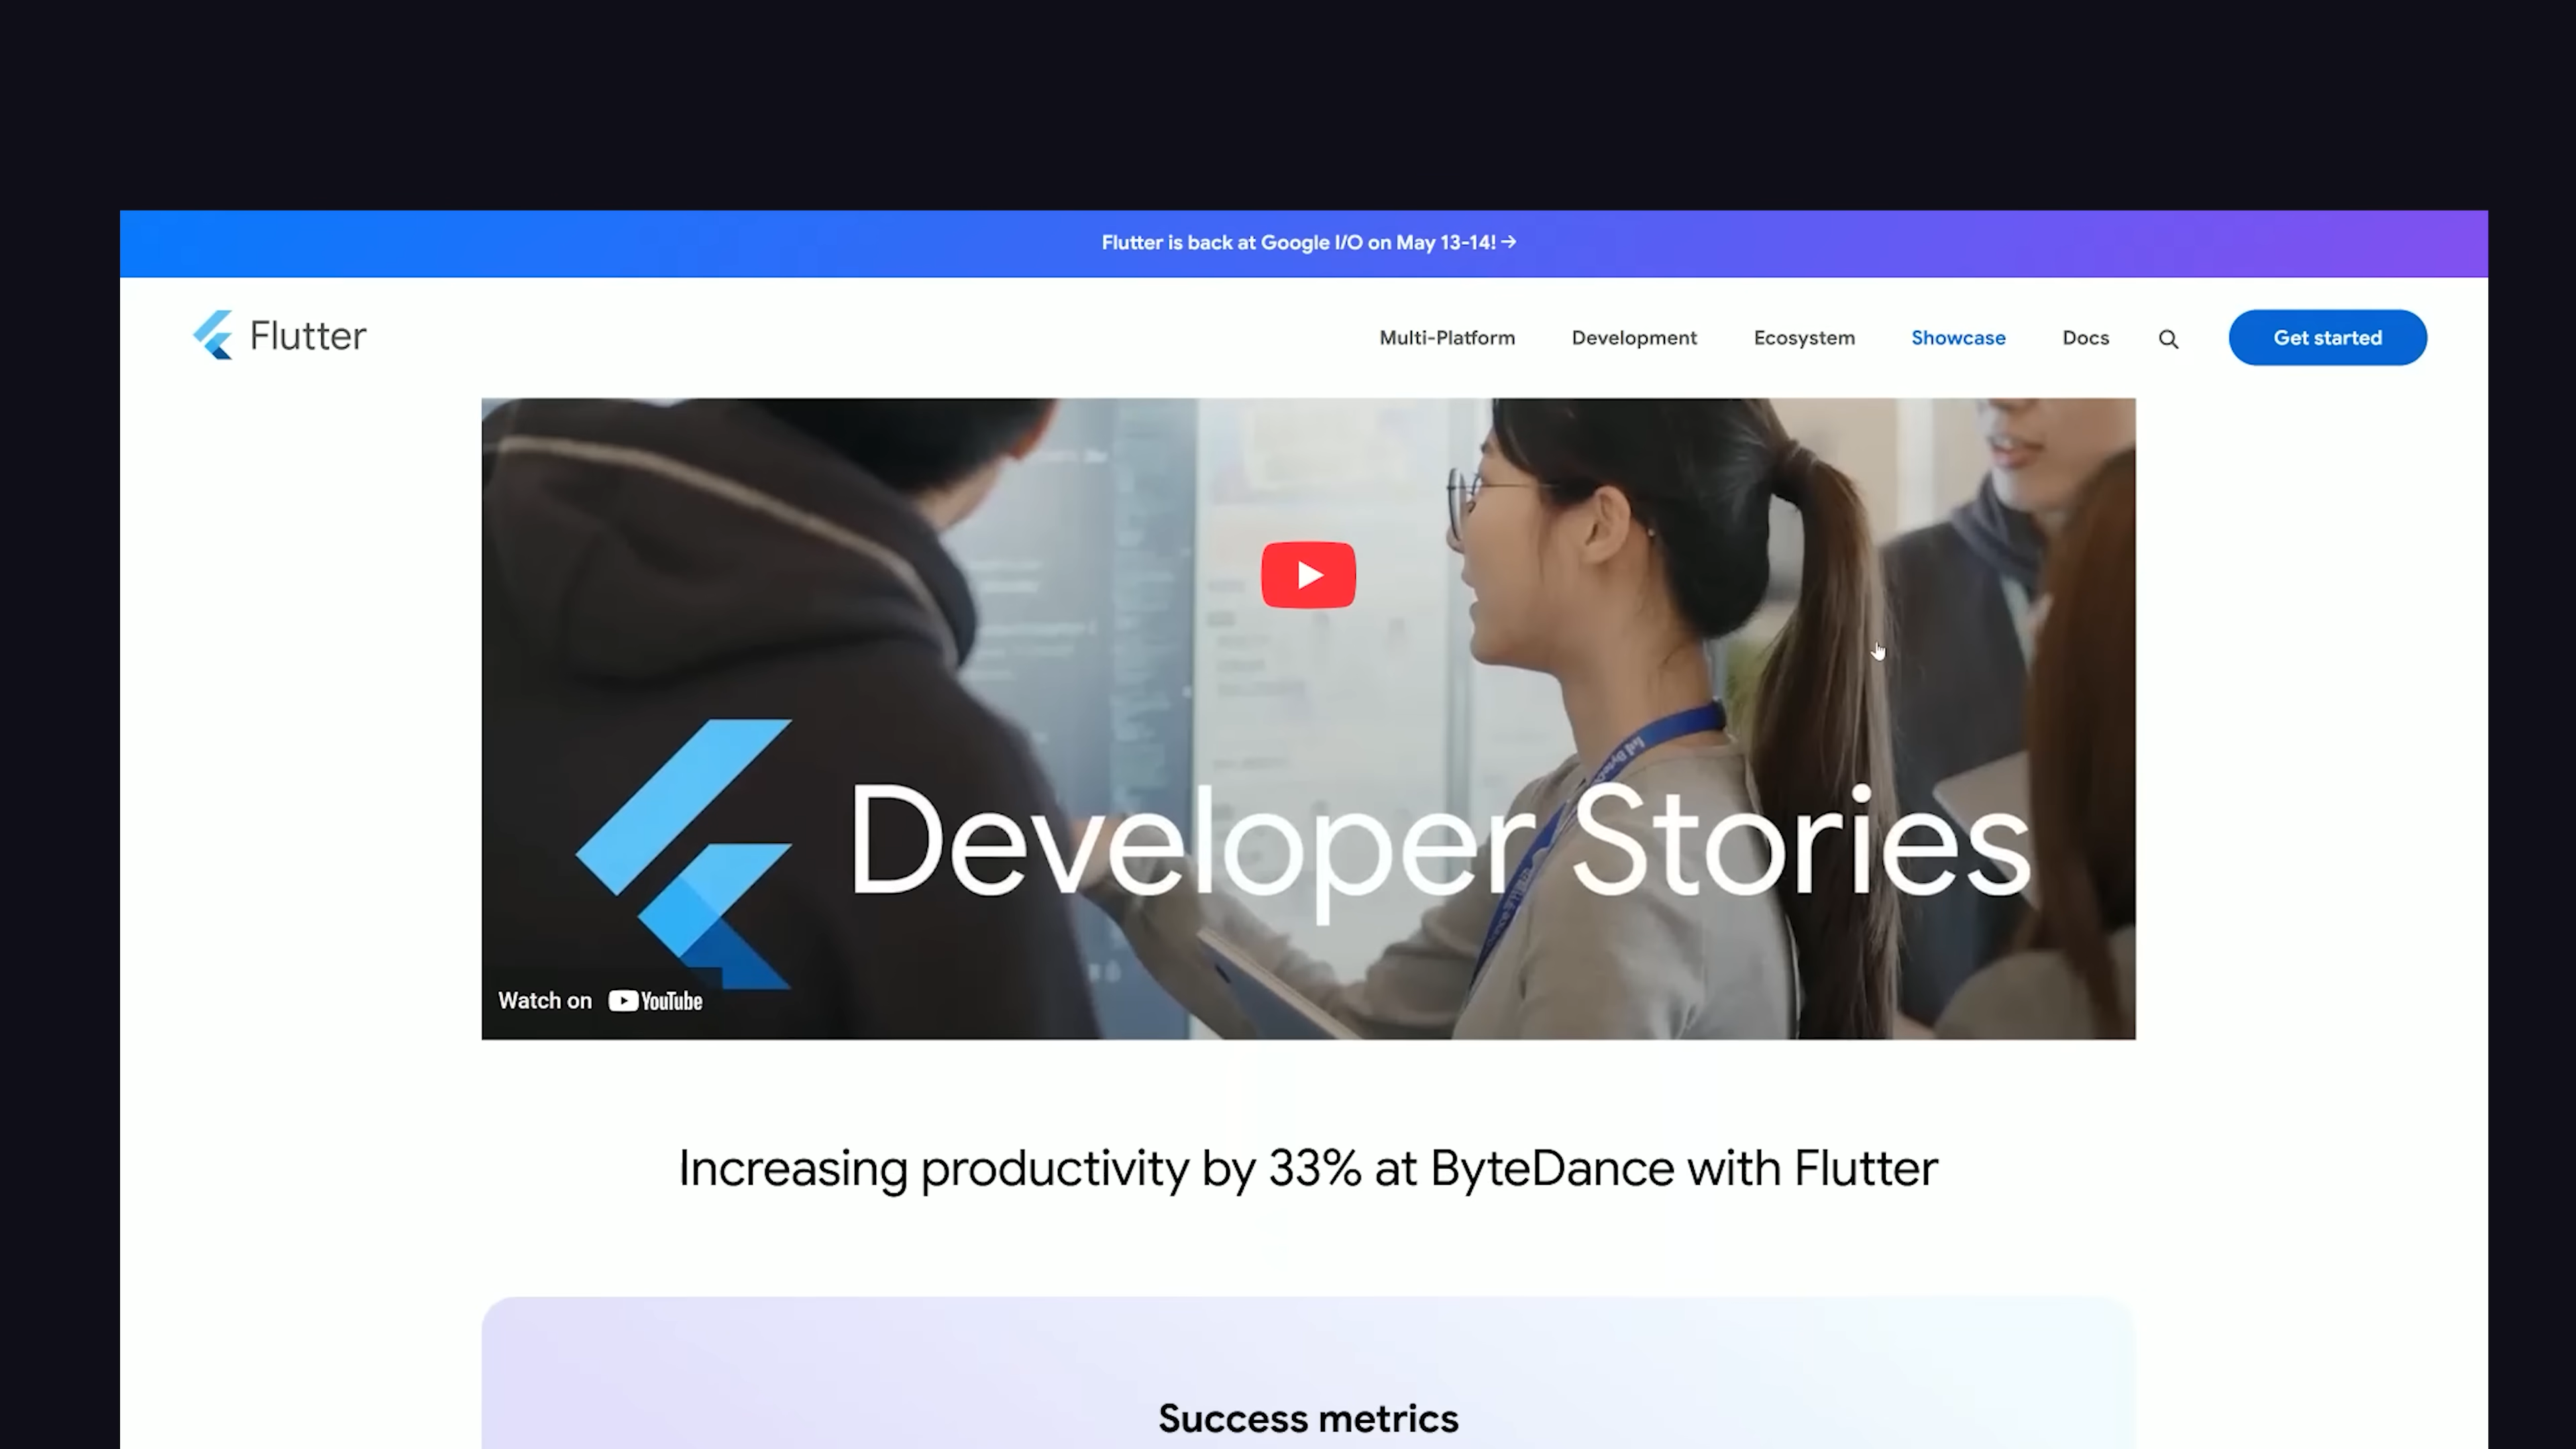 Flutter is back at Google I/O on May 13-14! →
Flutter
Multi-Platform
Development
Ecosystem
Showcase
Docs
Get started
Developer Stories
Watch on YouTube
Increasing productivity by 33% at ByteDance with Flutter
Success metrics